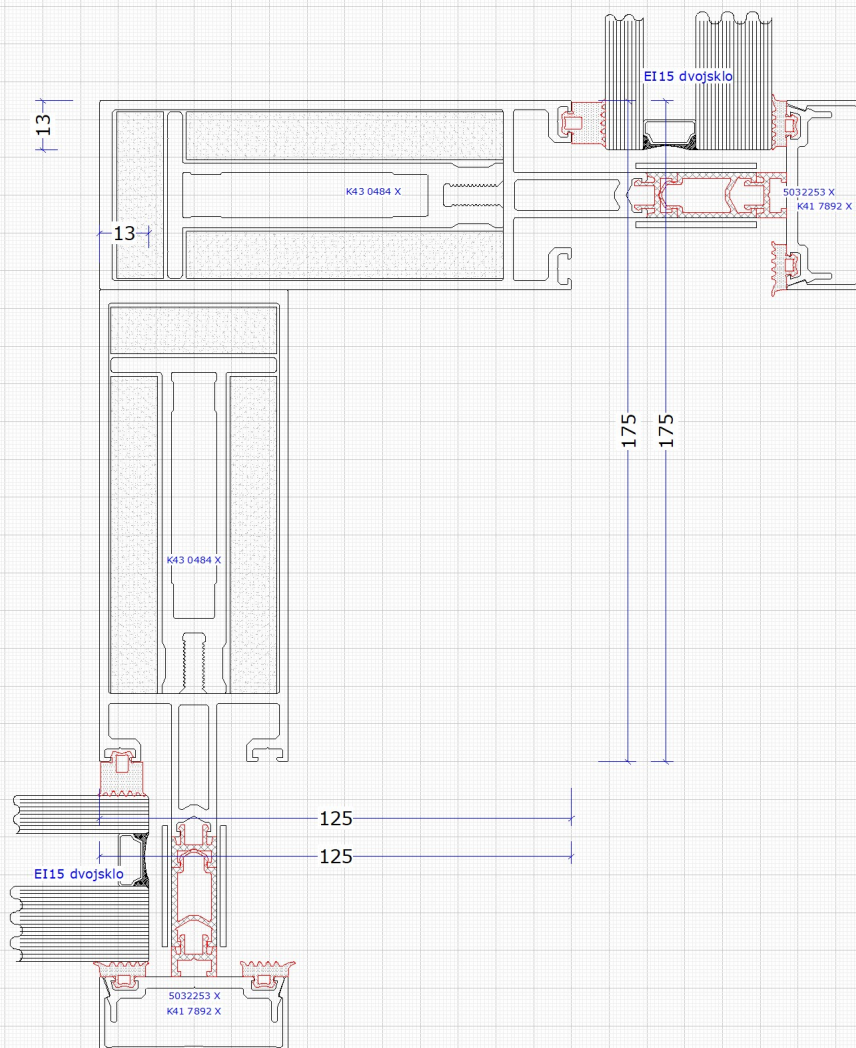 EI15 dvojsklo
13
K43 0484 X
5032253 X
K41 7892 X
13
175
175
K43 0484 X
125
125
EI15 dvojsklo
5032253 X
K41 7892 X